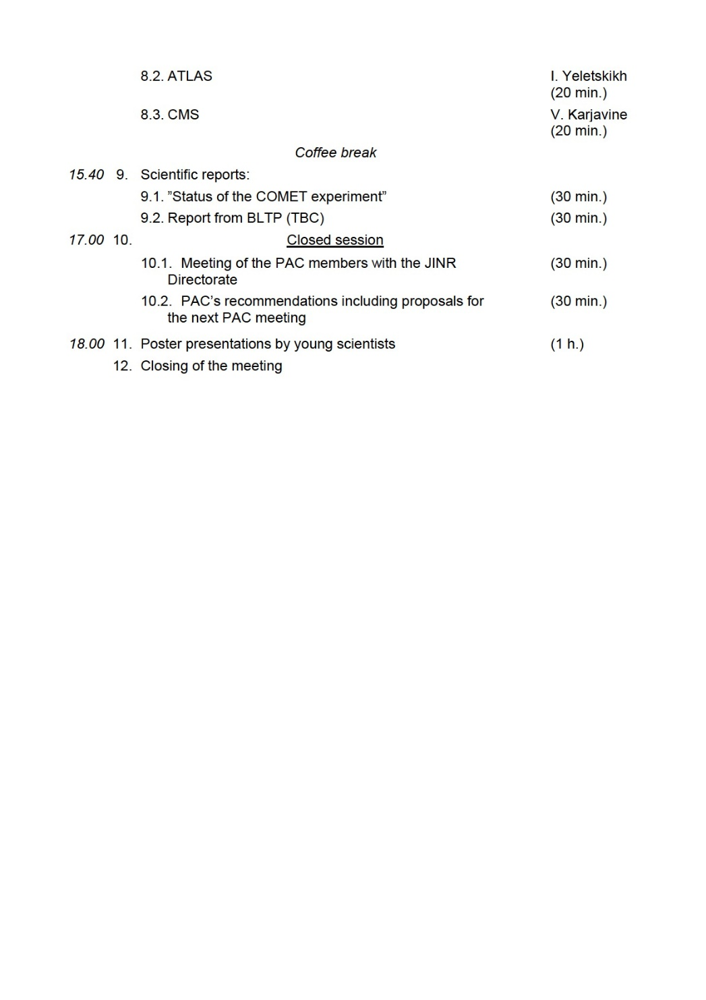 8.2. ATLAS I. Yeletskikh
(20 min.)
8.3. CMS V. Karjavine
(20 min.)
Coffee break
15.40 9. Scientific reports:
9.1. ”Status of the COMET experiment” (30 min.)
9.2. Report from BLTP (TBC) (30 min.)
17.00 10. Closed session
10.1. Meeting of the PAC members with the JINR (30 min.)
Directorate
10.2. PAC’s recommendations including proposals for (30 min.)
the next PAC meeting
18.00 11. Poster presentations by young scientists (1 h.)
12. Closing of the meeting